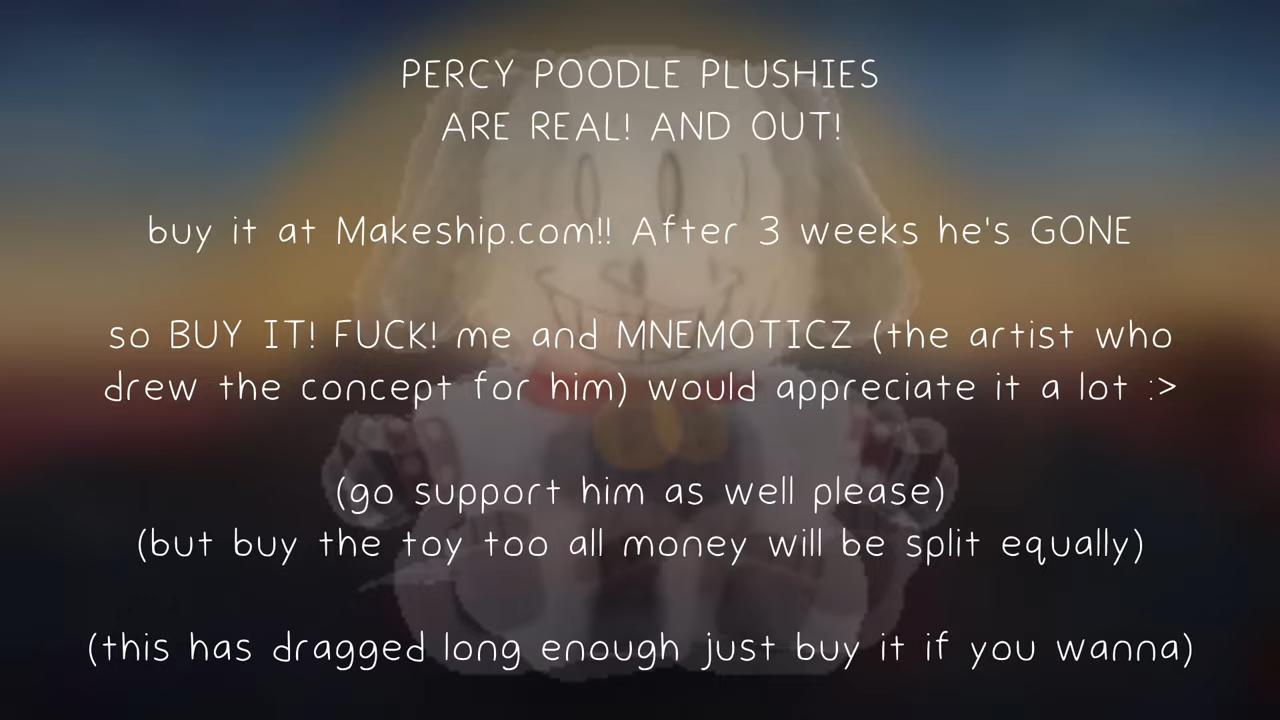 PERCY POODLE PLUSHIES
ARE REAL! AND OUT!
buy it at Makeship.com!! After 3 weeks he's GONE
so BUY IT! FUCK! me and MNEMOTICZ (the artist who
drew the concept for him) would appreciate it a lot :>
(go support him as well please)
(but buy the toy too all money will be split equally)
(this has dragged long enough just buy it if you wanna)